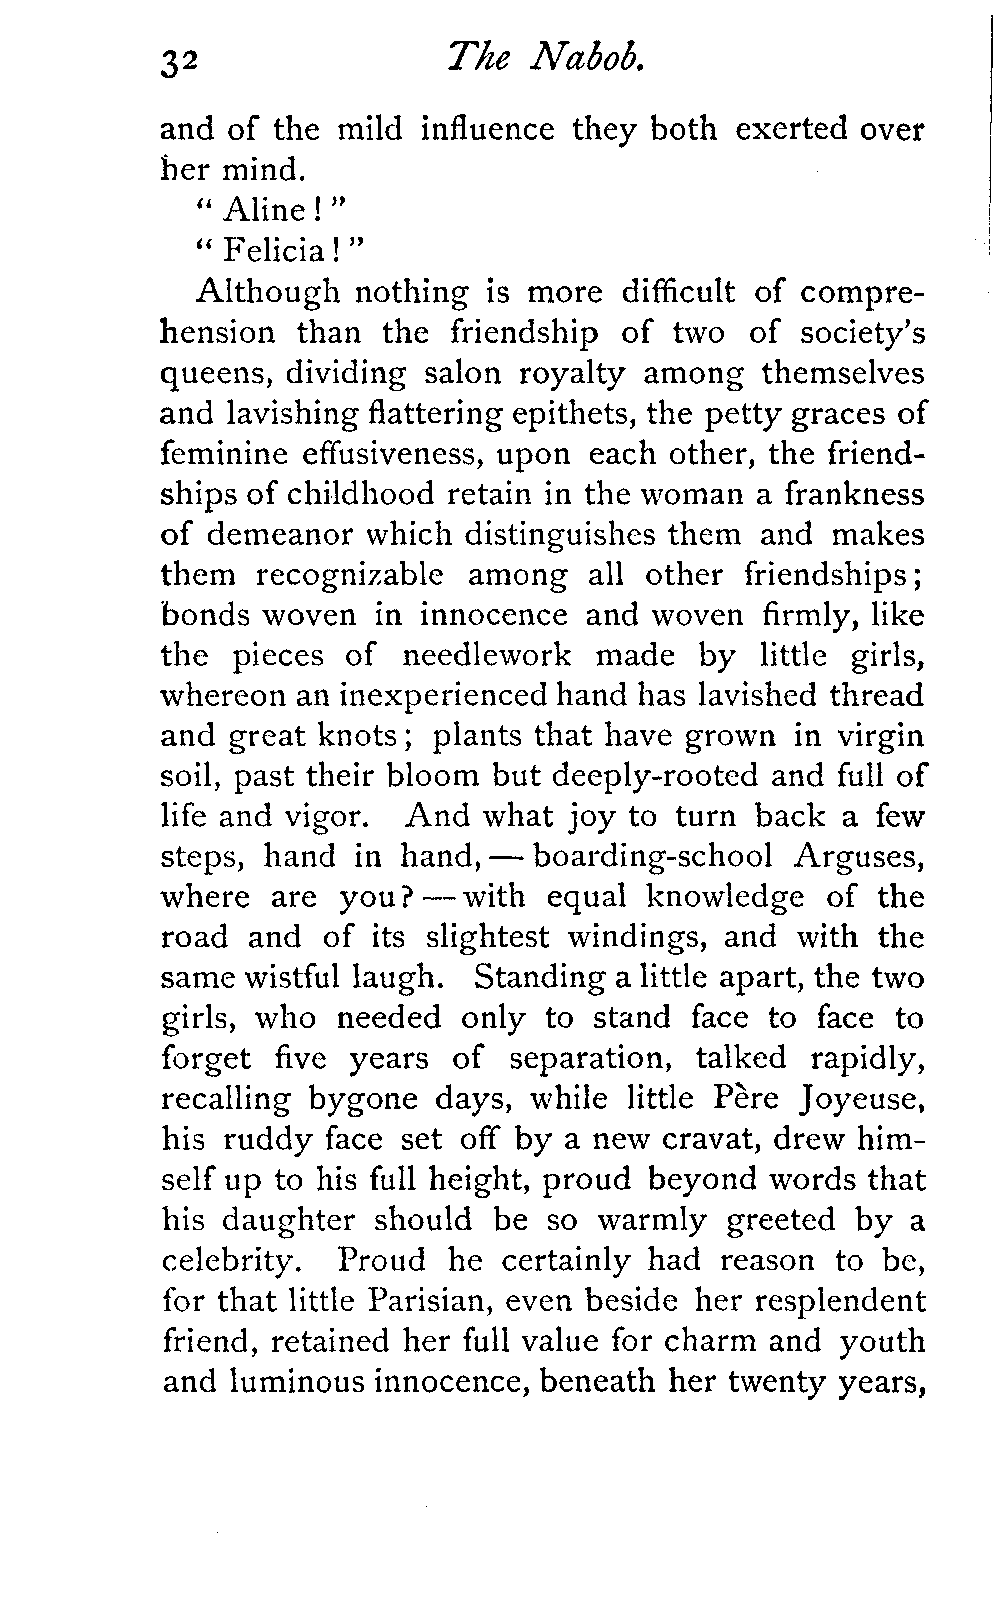 32 The Nabob.
and of the mild influence they both exerted over
her mind.
“ Aline ! ”
“ Felicia ! ”
Although nothing is more difficult of compre-
hension than the friendship of two of society's
queens, dividing salon royalty among themselves
and lavishing flattering epithets, the petty graces of
feminine effusiveness, upon each other, the friend-
ships of childhood retain in the woman a frankness
of demeanor which distinguishes them and makes
them recognizable among all other friendships;
bonds woven in innocence and woven firmly, like
the pieces of needlework made by little girls,
whereon an inexperienced hand has lavished thread
and great knots; plants that have grown in virgin
soil, past their bloom but deeply-rooted and full of
life and vigor. And what joy to turn back a few
steps, hand in hand, — boarding-school Arguses,
where are you? — with equal knowledge of the
road and of its slightest windings, and with the
same wistful laugh. Standing a little apart, the two
girls, who needed only to stand face to face to
forget five years of separation, talked rapidly,
recalling bygone days, while little Père Joyeuse,
his ruddy face set off by a new cravat, drew him-
self up to his full height, proud beyond words that
his daughter should be so warmly greeted by a
celebrity. Proud he certainly had reason to be,
for that little Parisian, even beside her resplendent
friend, retained her full value for charm and youth
and luminous innocence, beneath her twenty years,